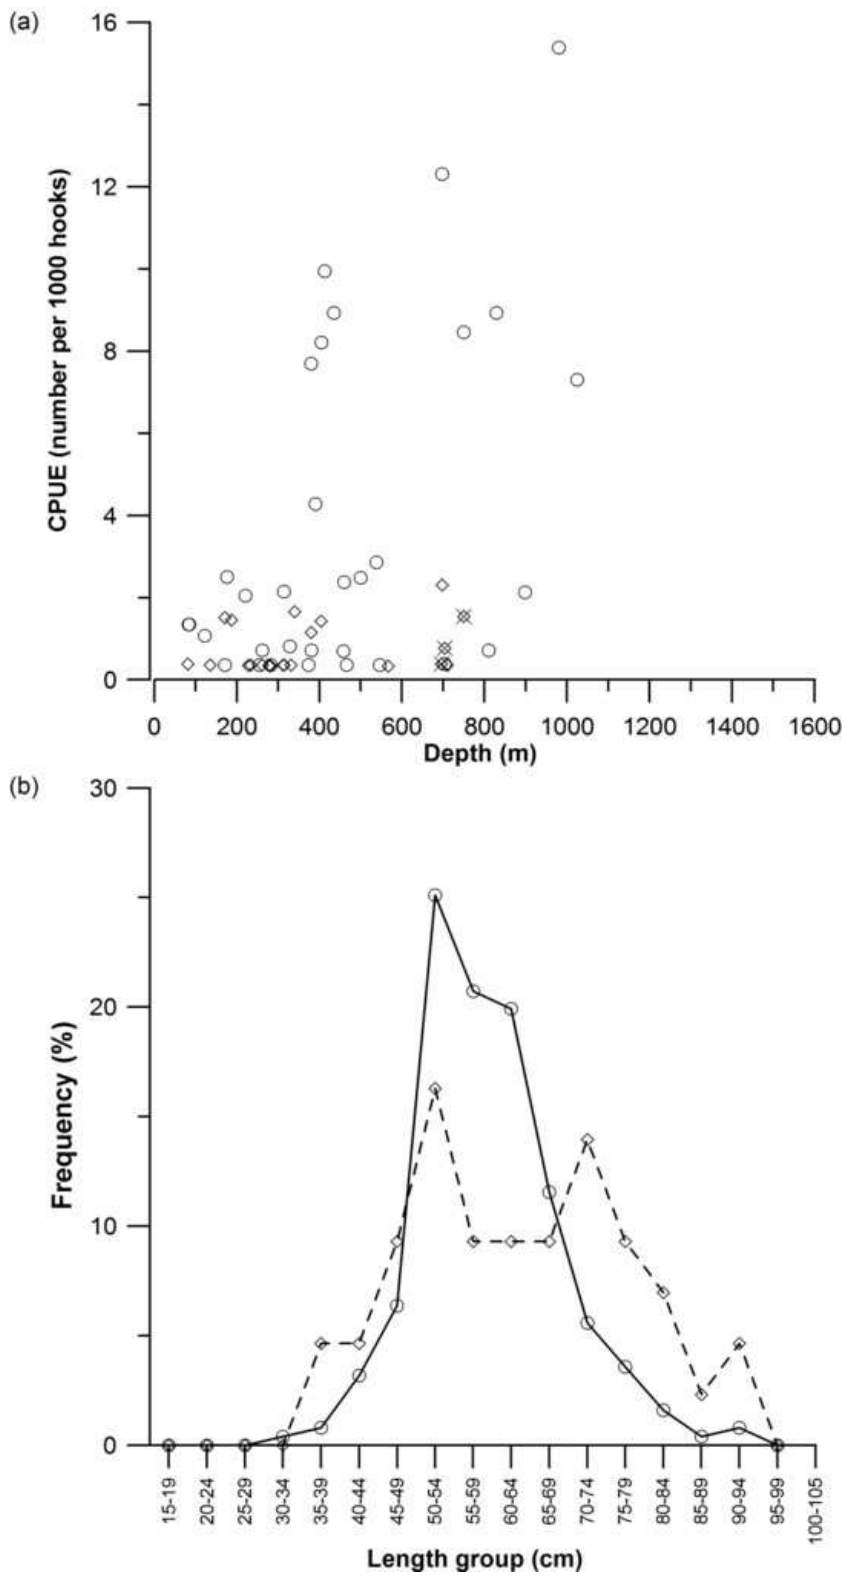 (a)
16
12
8
4
0
CPUE (number per 1000 hooks)
0 200 400 600 800 1000 1200 1400 1600
Depth (m)
(b)
30
20
10
0
Frequency (%)
15-19 20-24 25-29 30-34 35-39 40-44 45-49 50-54 55-59 60-64 65-69 70-74 75-79 80-84 85-89 90-94 95-99 100-105
Length group (cm)